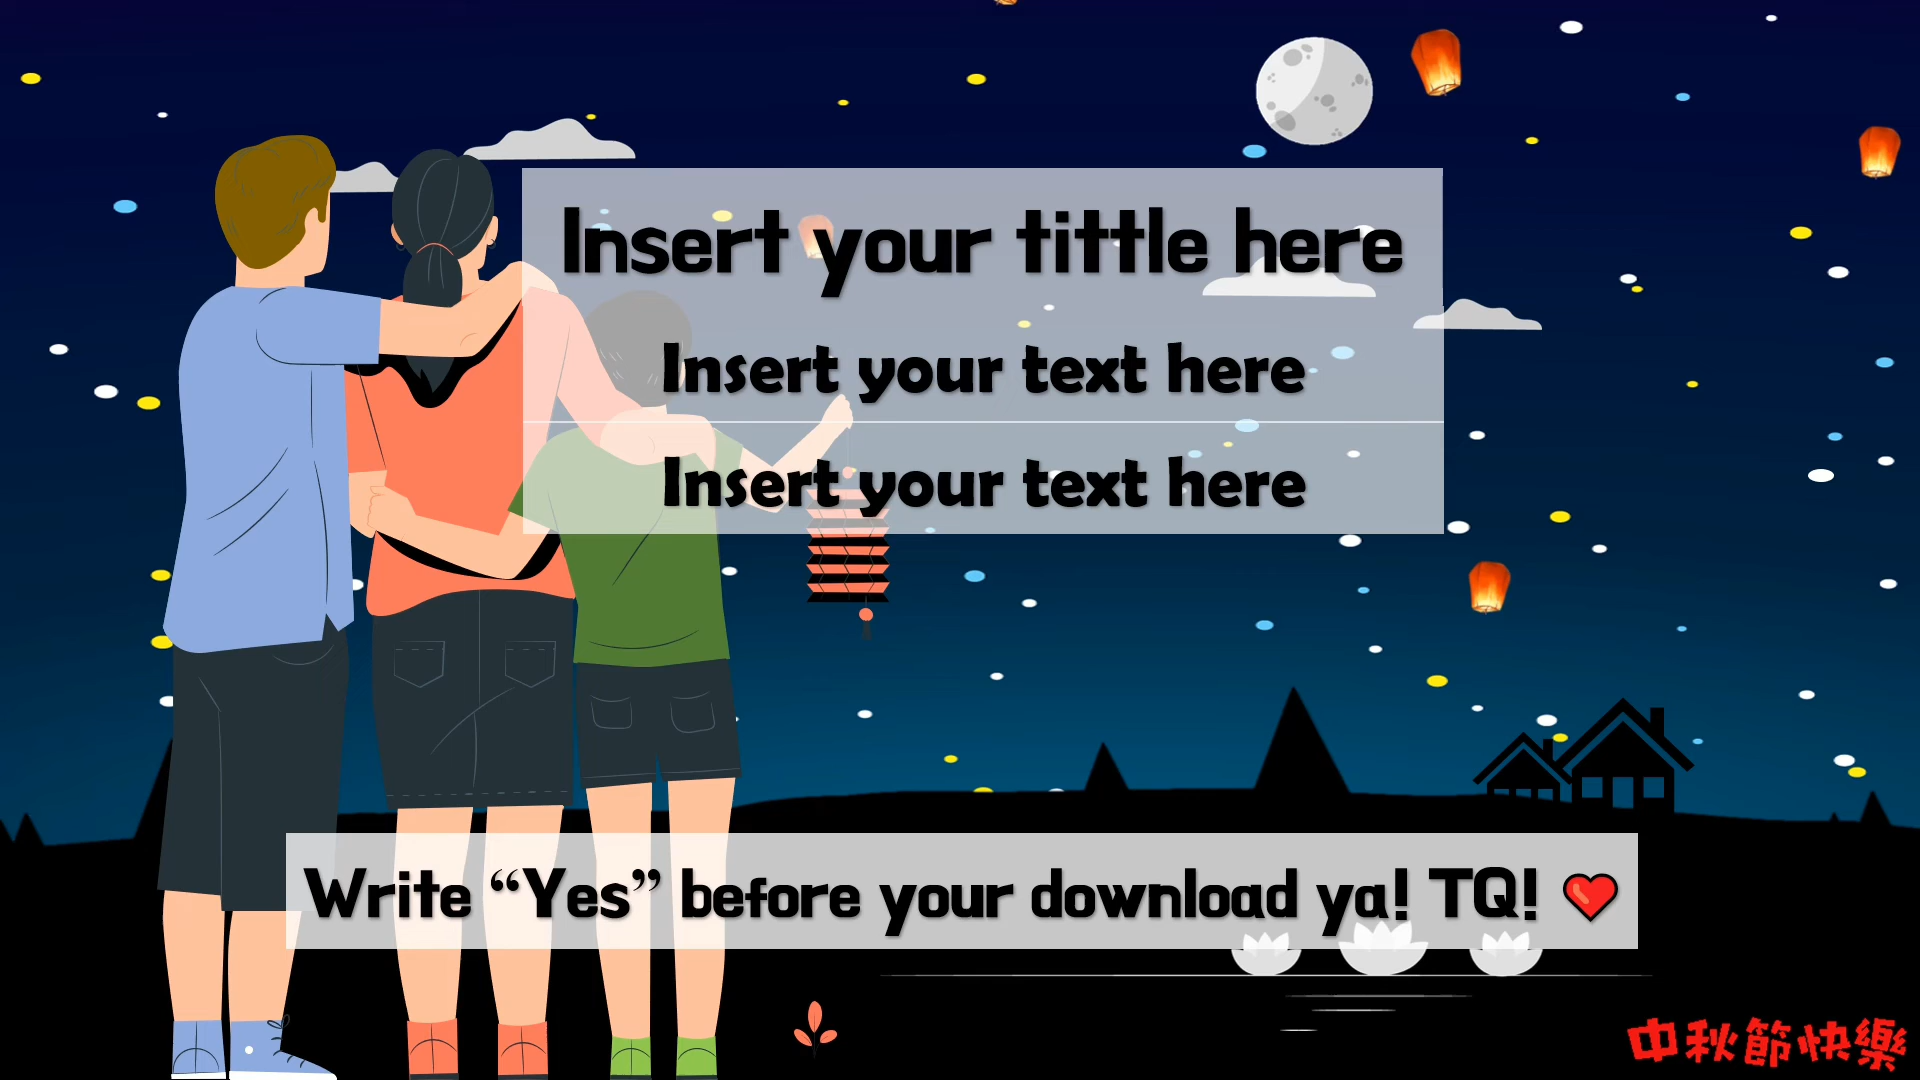 Insert your tittle here
Insert your text here
Insert your text here
Write “Yes” before your download ya! TQ! ❤
中秋節快樂